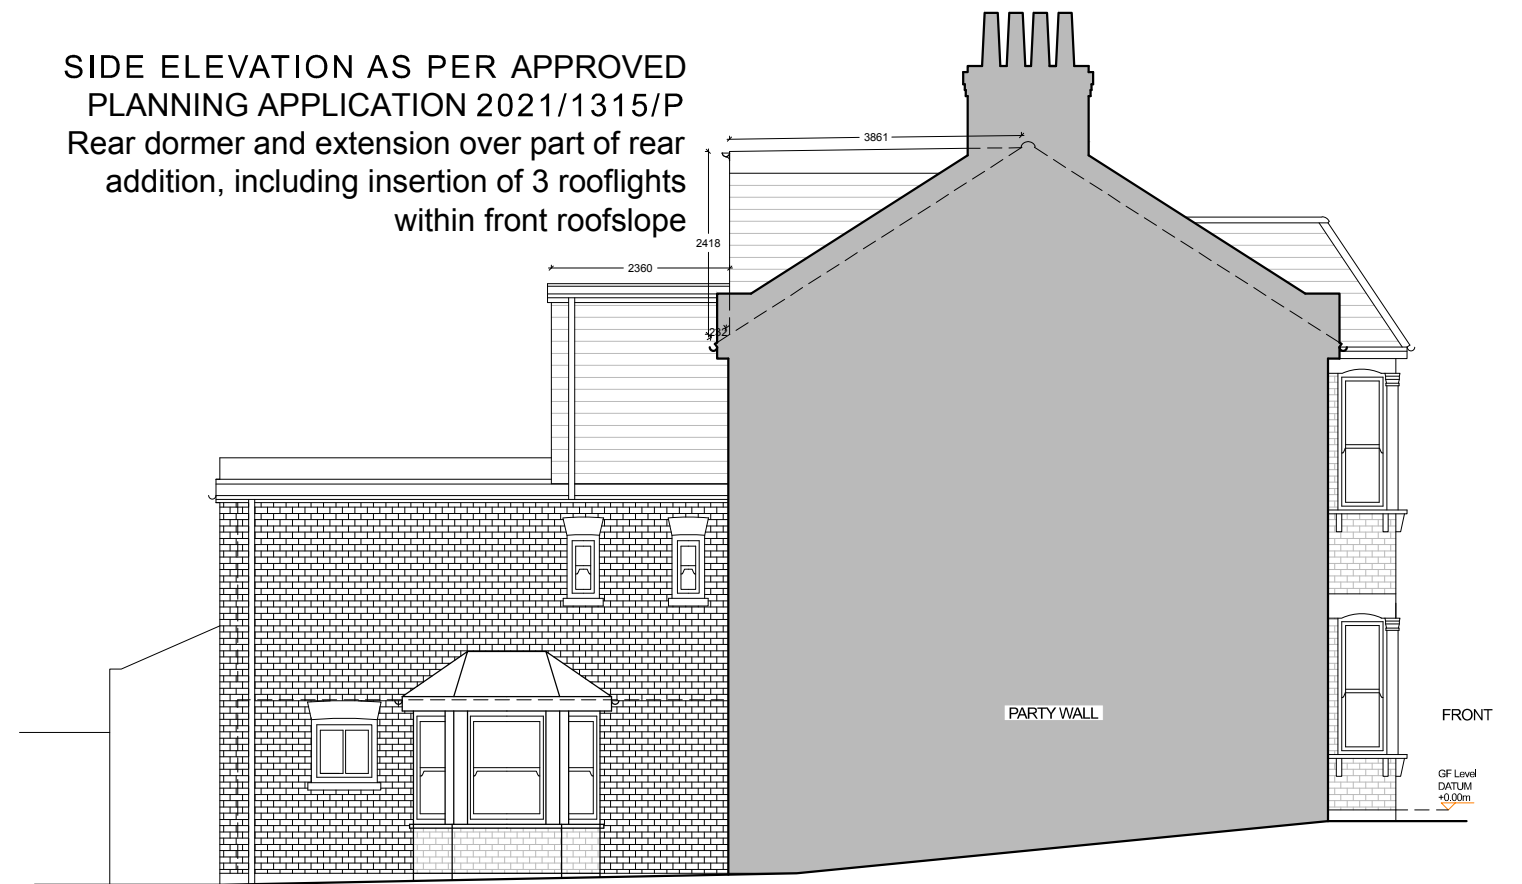 SIDE ELEVATION AS PER APPROVED
PLANNING APPLICATION 2021/1315/P
Rear dormer and extension over part of rear
addition, including insertion of 3 rooflights
within front roofslope
3861
2418
2360
232
PARTY WALL
FRONT
GF Level
DATUM
+0.00m